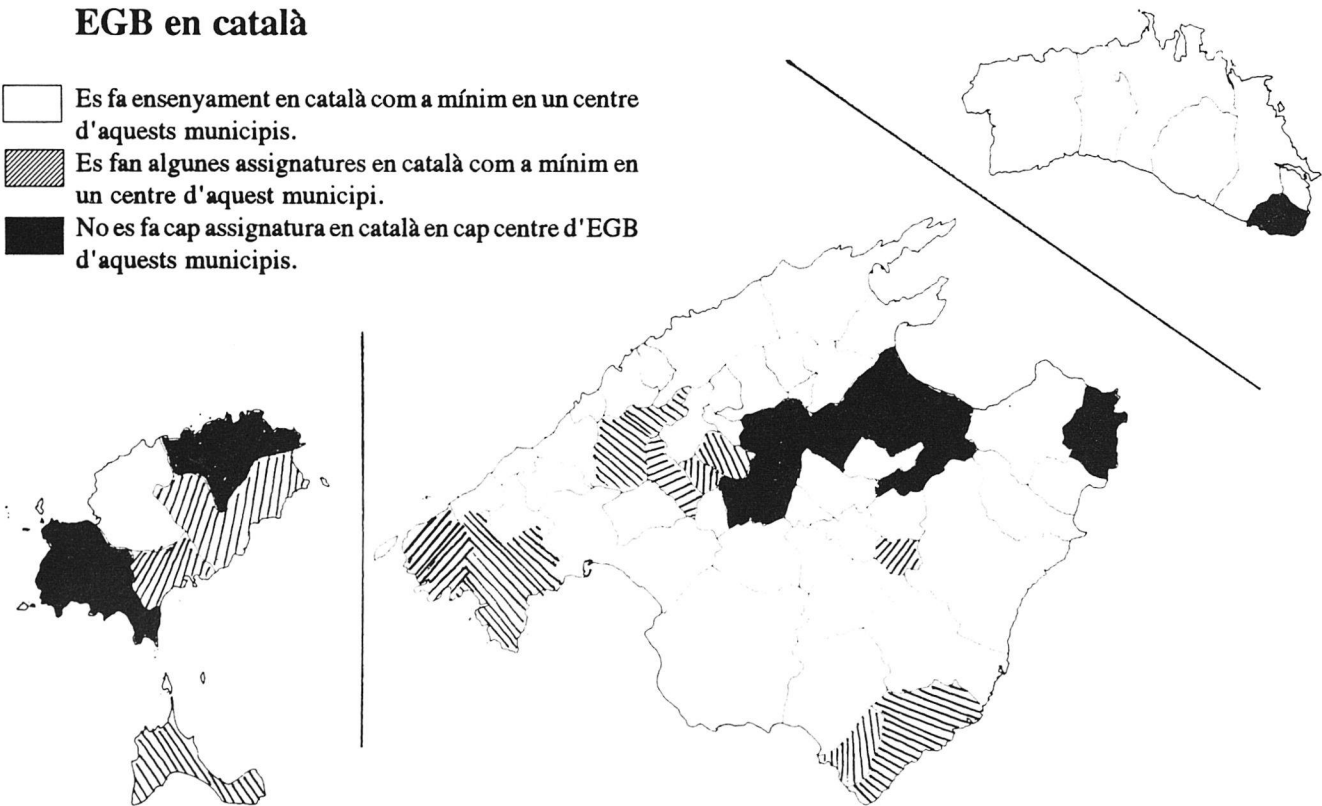 EGB en català
Es fa ensenyament en català com a mínim en un centre
d'aquests municipis.
Es fan algunes assignatures en català com a mínim en
un centre d'aquest municipi.
No es fa cap assignatura en català en cap centre d'EGB
d'aquests municipis.